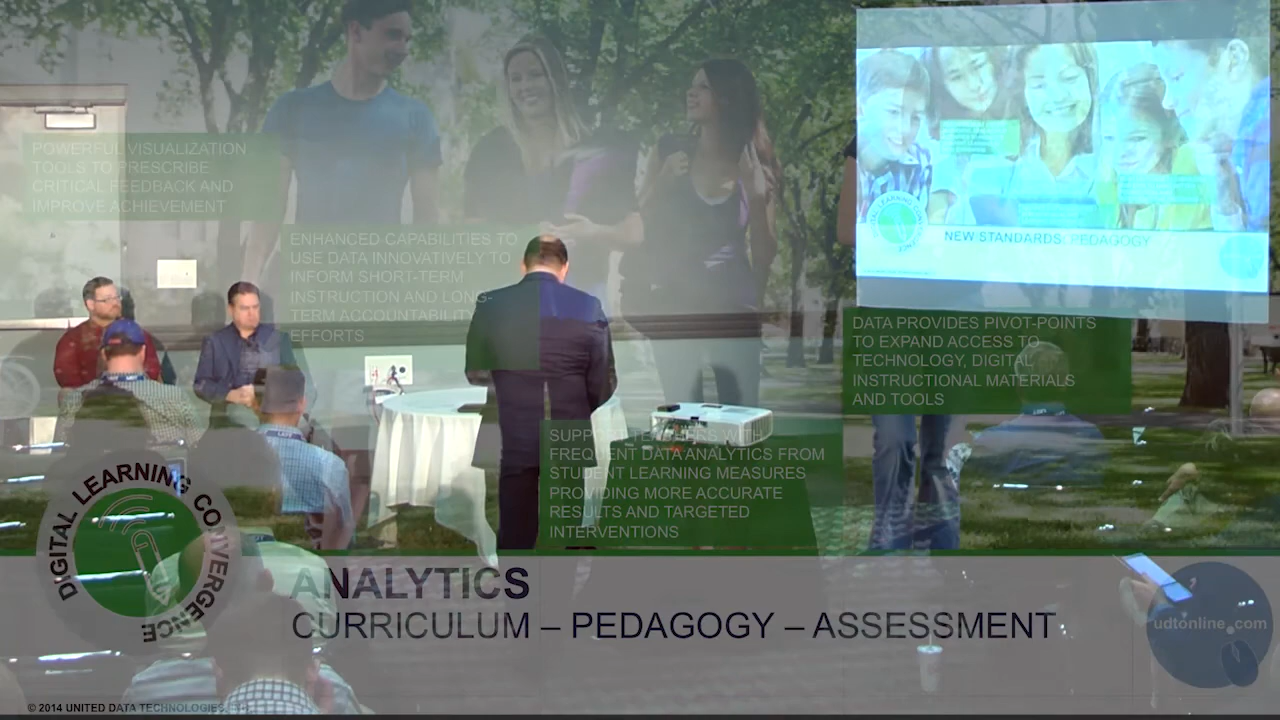 POWERFUL VISUALIZATION
TOOLS TO PRESCRIBE
CRITICAL FEEDBACK AND
IMPROVE ACHIEVEMENT
ENHANCED CAPABILITIES TO
USE DATA INNOVATIVELY TO
INFORM SHORT-TERM
INSTRUCTION AND LONG-
TERM ACCOUNTABILITY
EFFORTS
NEW STANDARDS: PEDAGOGY
DATA PROVIDES PIVOT-POINTS
TO EXPAND ACCESS TO
TECHNOLOGY, DIGITAL
INSTRUCTIONAL MATERIALS
AND TOOLS
FREQUENT DATA ANALYTICS FROM
STUDENT LEARNING MEASURES
PROVIDING MORE ACCURATE
RESULTS AND TARGETED
INTERVENTIONS
DIGITAL LEARNING CONVERGENCE
ANALYTICS
CURRICULUM – PEDAGOGY – ASSESSMENT
udtonline.com
© 2014 UNITED DATA TECHNOLOGIES